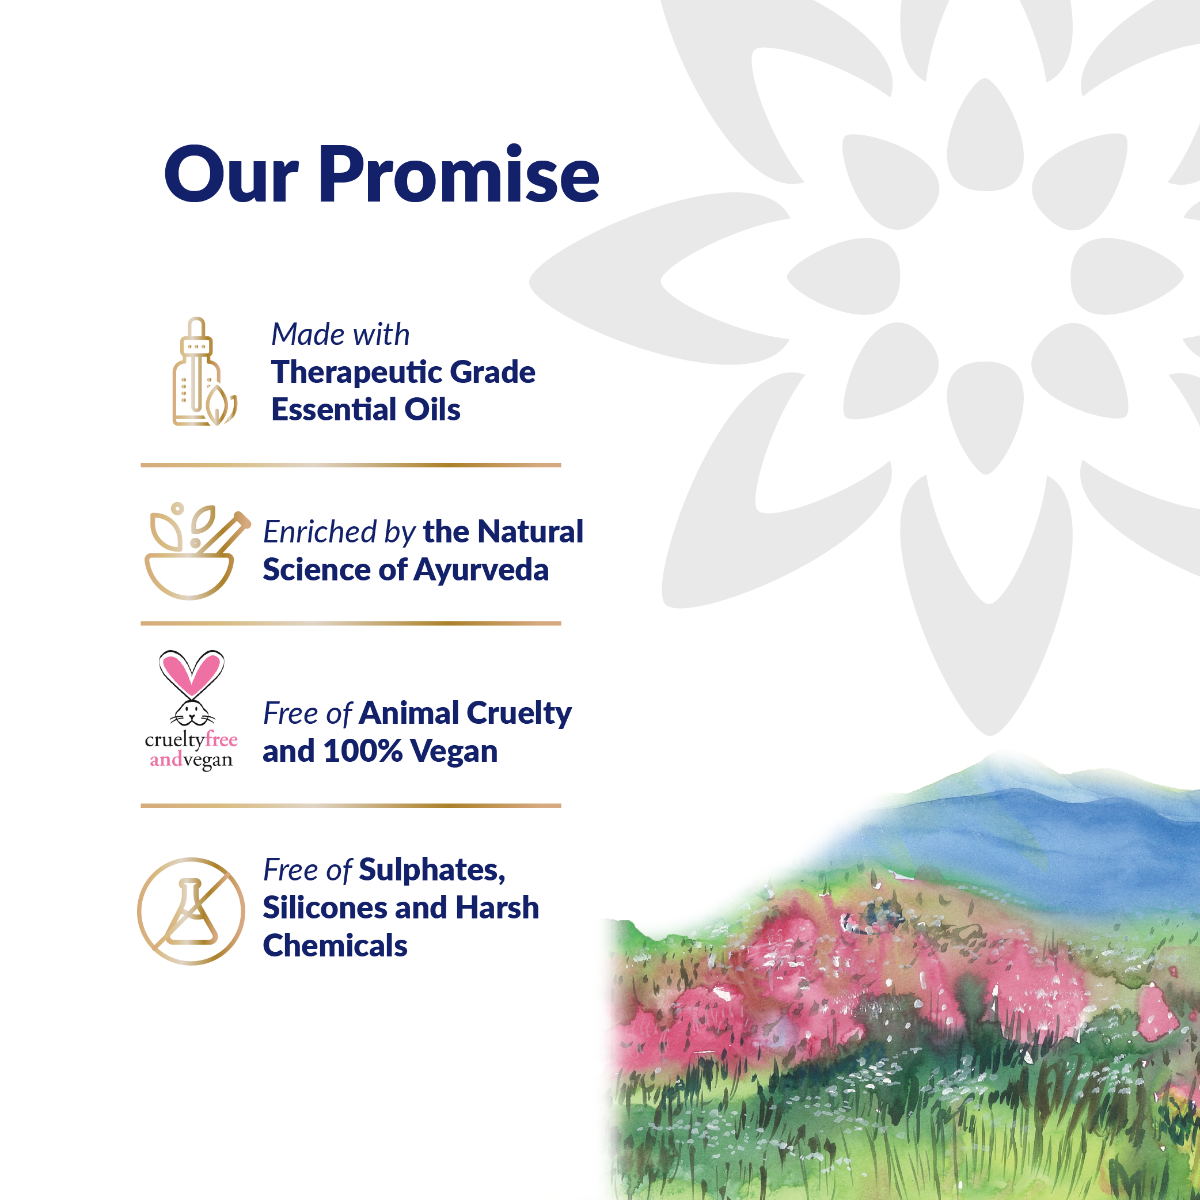 Our Promise
Made with
Therapeutic Grade
Essential Oils
Enriched by the Natural
Science of Ayurveda
crueltyfree
andvegan
Free of Animal Cruelty
and 100% Vegan
Free of Sulphates,
Silicones and Harsh
Chemicals